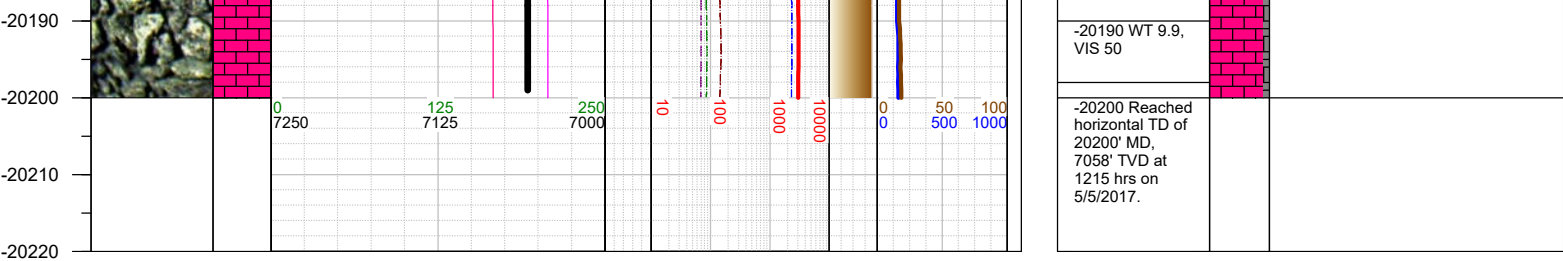 -20190
-20200
-20210
-20220
0 125 250
7250 7125 7000
10 100 1000 10000
0 50 100
0 500 1000
-20190 WT 9.9,
VIS 50
-20200 Reached
horizontal TD of
20200' MD,
7058' TVD at
1215 hrs on
5/5/2017.